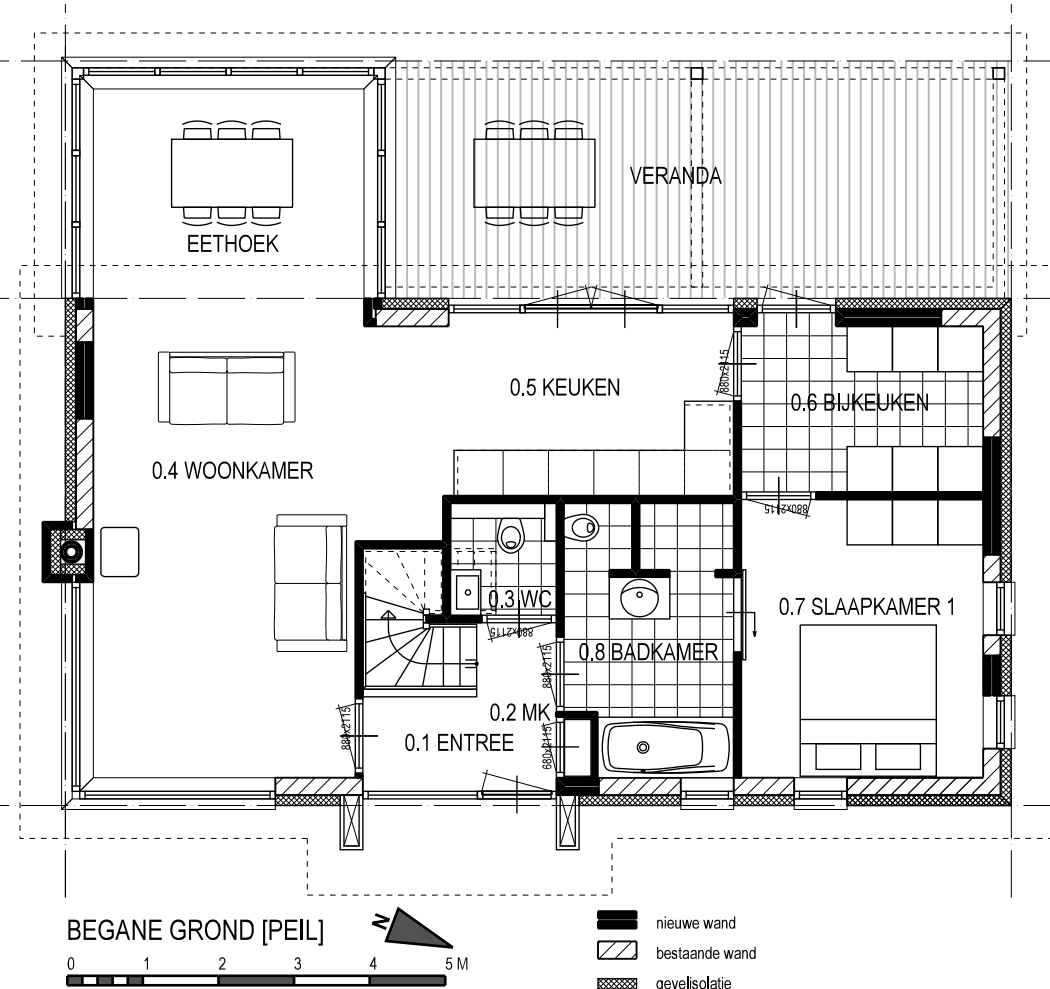 VERANDA
EETHOEK
880x2115
0.5 KEUKEN
0.6 BIJKEUKEN
0.4 WOONKAMER
880x2115
0.3 WC
0.7 SLAAPKAMER 1
880x2115
0.8 BADKAMER
880x2115
0.2 MK
880x2115
0.1 ENTREE
680x2115
BEGANE GROND [PEIL]
N
0 1 2 3 4 5 M
nieuwe wand
bestaande wand
gevelisolatie